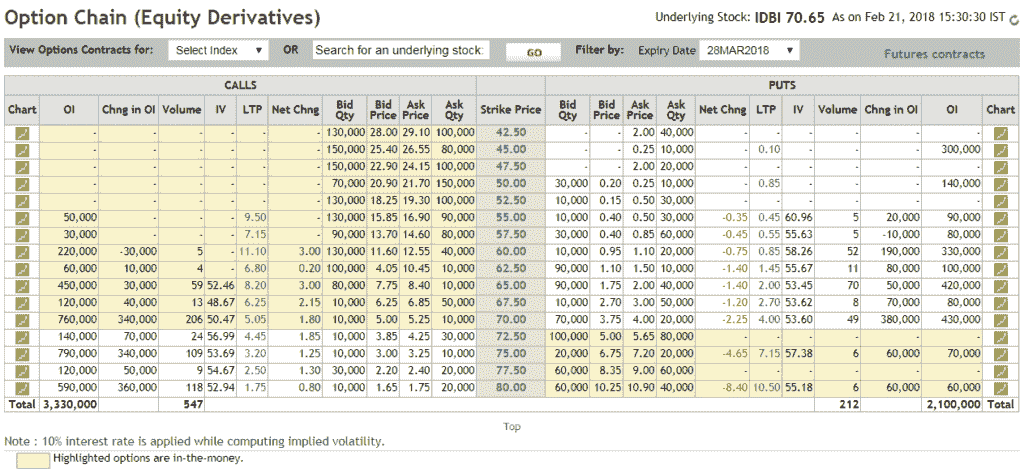 Option Chain (Equity Derivatives)
Underlying Stock: IDBI 70.65 As on Feb 21, 2018 15:30:30 IST
View Options Contracts for: Select Index OR Search for an underlying stock: GO Filter by: Expiry Date 28MAR2018 Futures contracts
CALLS PUTS
Chart OI Chng in OI Volume IV LTP Net Chng Bid Qty Bid Price Ask Price Ask Qty Strike Price Bid Qty Bid Price Ask Price Ask Qty Net Chng LTP IV Volume Chng in OI OI Chart
- - - - - - 130,000 28.00 29.10 100,000 42.50 - - 2.00 40,000 - - - - - -
- - - - - - 150,000 25.40 26.55 80,000 45.00 - - 0.25 10,000 - 0.10 - - - 300,000
- - - - - - 150,000 22.90 24.15 100,000 47.50 - - 2.00 20,000 - - - - - -
- - - - - - 70,000 20.90 21.70 150,000 50.00 30,000 0.20 0.25 10,000 - 0.85 - - - 140,000
- - - - - - 130,000 18.25 19.30 100,000 52.50 10,000 0.15 0.50 30,000 - - - - - -
50,000 - - - 9.50 - 130,000 15.85 16.90 90,000 55.00 10,000 0.40 0.50 30,000 -0.35 0.45 60.96 5 20,000 90,000
30,000 - - - 7.15 - 90,000 13.70 14.60 80,000 57.50 30,000 0.40 0.85 60,000 -0.45 0.55 55.63 5 -10,000 80,000
220,000 -30,000 5 - 11.10 3.00 130,000 11.60 12.55 40,000 60.00 10,000 0.95 1.10 20,000 -0.75 0.85 58.26 52 190,000 330,000
60,000 10,000 4 - 6.80 0.20 100,000 4.05 10.45 10,000 62.50 90,000 1.10 1.50 10,000 -1.40 1.45 55.67 11 80,000 100,000
450,000 30,000 59 52.46 8.20 3.00 80,000 7.75 8.40 10,000 65.00 90,000 1.75 2.00 40,000 -1.40 2.00 53.45 70 50,000 420,000
120,000 40,000 13 48.67 6.25 2.15 10,000 6.25 6.85 50,000 67.50 10,000 2.70 3.00 50,000 -1.20 2.70 53.62 8 70,000 80,000
760,000 340,000 206 50.47 5.05 1.80 10,000 5.00 5.25 10,000 70.00 70,000 3.75 4.00 20,000 -2.25 4.00 53.60 49 380,000 430,000
140,000 70,000 24 56.99 4.45 1.85 10,000 3.85 4.25 30,000 72.50 100,000 5.00 5.65 80,000 - - - - - -
790,000 340,000 109 53.69 3.20 1.25 10,000 3.00 3.25 10,000 75.00 20,000 6.75 7.20 20,000 -4.65 7.15 57.38 6 60,000 70,000
120,000 50,000 9 54.67 2.50 1.30 30,000 2.20 2.40 20,000 77.50 60,000 8.35 9.00 60,000 - - - - - -
590,000 360,000 118 52.94 1.75 0.80 10,000 1.65 1.75 20,000 80.00 60,000 10.25 10.90 40,000 -8.40 10.50 55.18 6 60,000 60,000
Total 3,330,000 547 212 2,100,000 Total
Top
Note : 10% interest rate is applied while computing implied volatility.
Highlighted options are in-the-money.